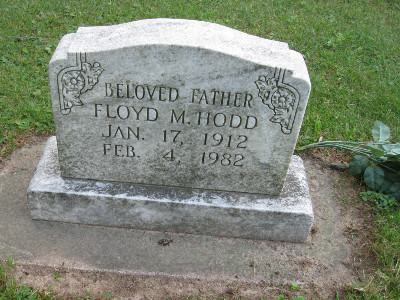 BELOVED FATHER
FLOYD M. HODD
JAN. 17, 1912
FEB. 4, 1982